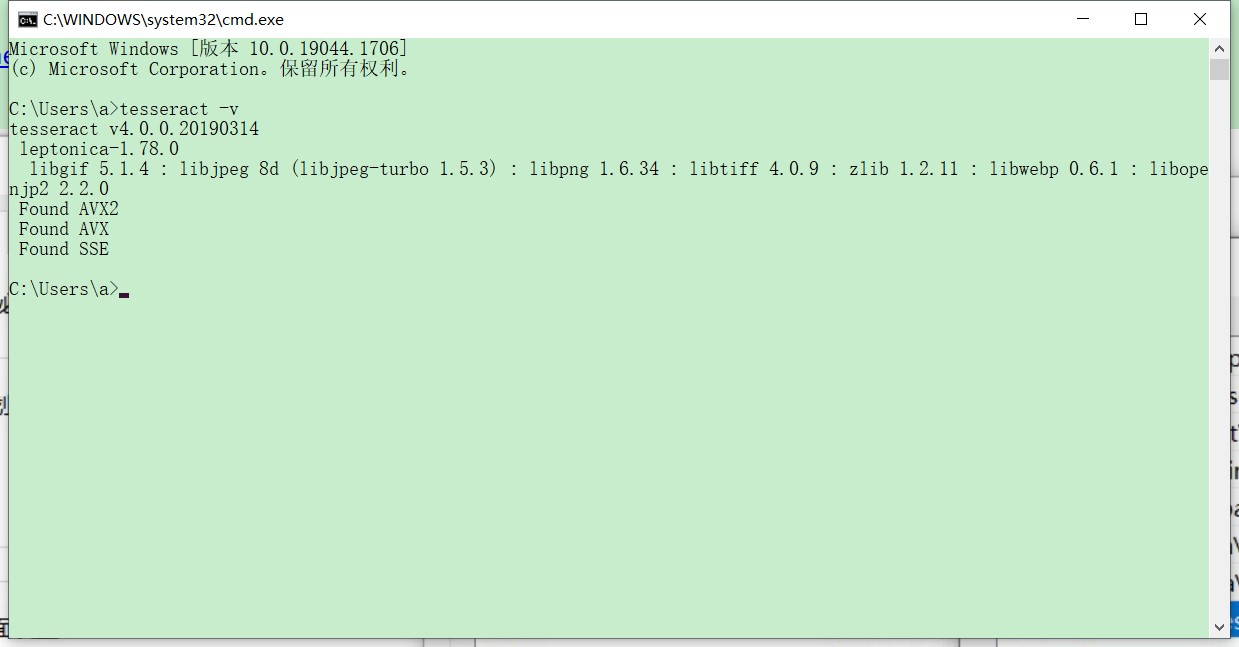 C:\WINDOWS\system32\cmd.exe
Microsoft Windows [版本 10.0.19044.1706]
(c) Microsoft Corporation。保留所有权利。
C:\Users\a>tesseract -v
tesseract v4.0.0.20190314
leptonica-1.78.0
libgif 5.1.4 : libjpeg 8d (libjpeg-turbo 1.5.3) : libpng 1.6.34 : libtiff 4.0.9 : zlib 1.2.11 : libwebp 0.6.1 : libope
njp2 2.2.0
Found AVX2
Found AVX
Found SSE
C:\Users\a>